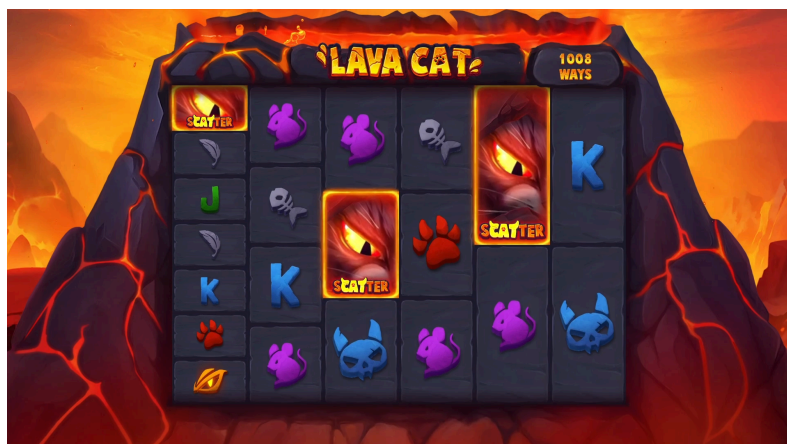 LAVA CAT
1008
WAYS
SCATTER
SCATTER
K
J
SCATTER
K
K